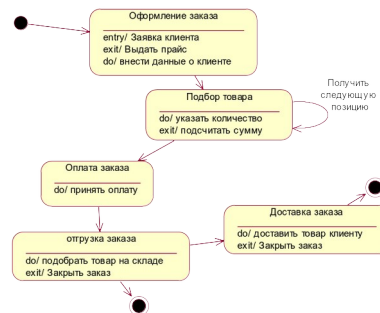 Оформление заказа
entry/ Заявка клиента
exit/ Выдать прайс
do/ внести данные о клиенте
Подбор товара
do/ указать количество
exit/ подсчитать сумму
Получить
следующую
позицию
Оплата заказа
do/ принять оплату
отгрузка заказа
do/ подобрать товар на складе
exit/ Закрыть заказ
Доставка заказа
do/ доставить товар клиенту
exit/ Закрыть заказ